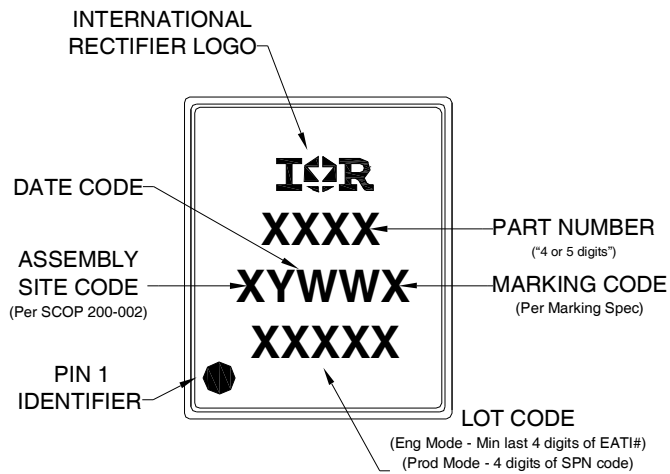 INTERNATIONAL
RECTIFIER LOGO
IOR
DATE CODE
XXXX
PART NUMBER
(“4 or 5 digits”)
ASSEMBLY
SITE CODE
(Per SCOP 200-002)
XYWWX
MARKING CODE
(Per Marking Spec)
XXXXX
PIN 1
IDENTIFIER
LOT CODE
(Eng Mode - Min last 4 digits of EATI#)
(Prod Mode - 4 digits of SPN code)